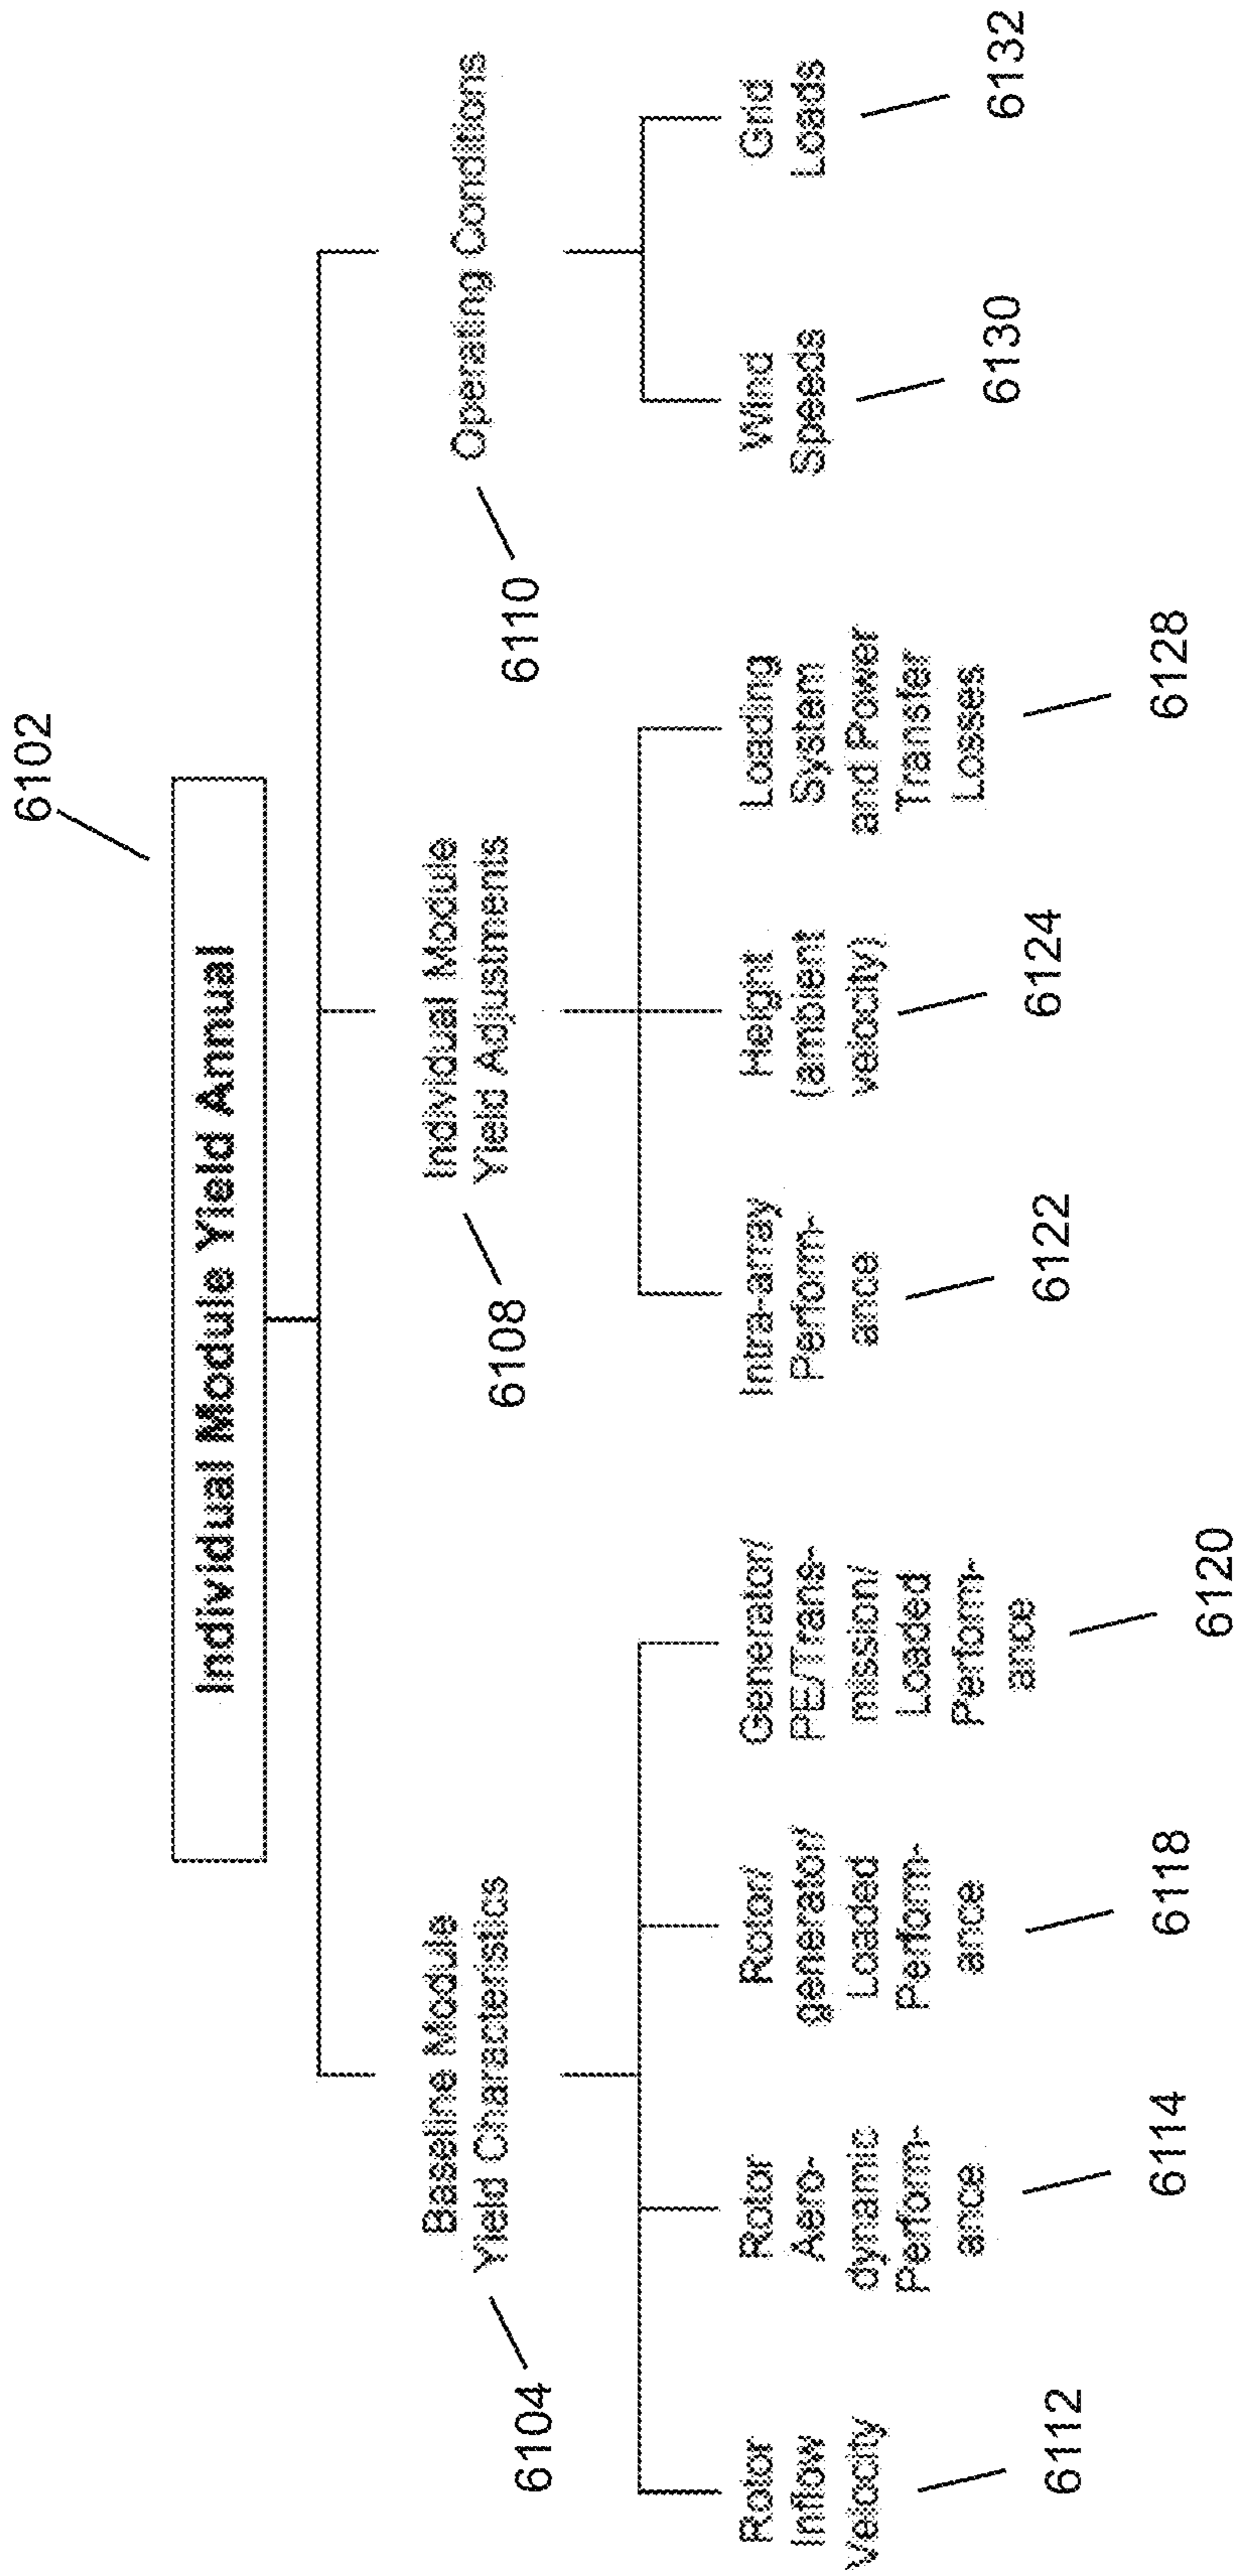 6102
Individual Module Yield Annual
Baseline Module
Yield Characteristics
6104
Individual Module
Yield Adjustments
6108
Operating Conditions
6110
Rotor
Inflow
Velocity
6112
Rotor
Aero-
dynamic
Perform-
ance
6114
Rotor/
generator/
Loaded
Perform-
ance
6118
Generator/
PE/Trans-
mission/
Loaded
Perform-
ance
6120
Intra-array
Perform-
ance
6122
Height
(ambient
velocity)
6124
Loading
System
and Power
Transfer
Losses
6128
Wind
Speeds
6130
Grid
Loads
6132